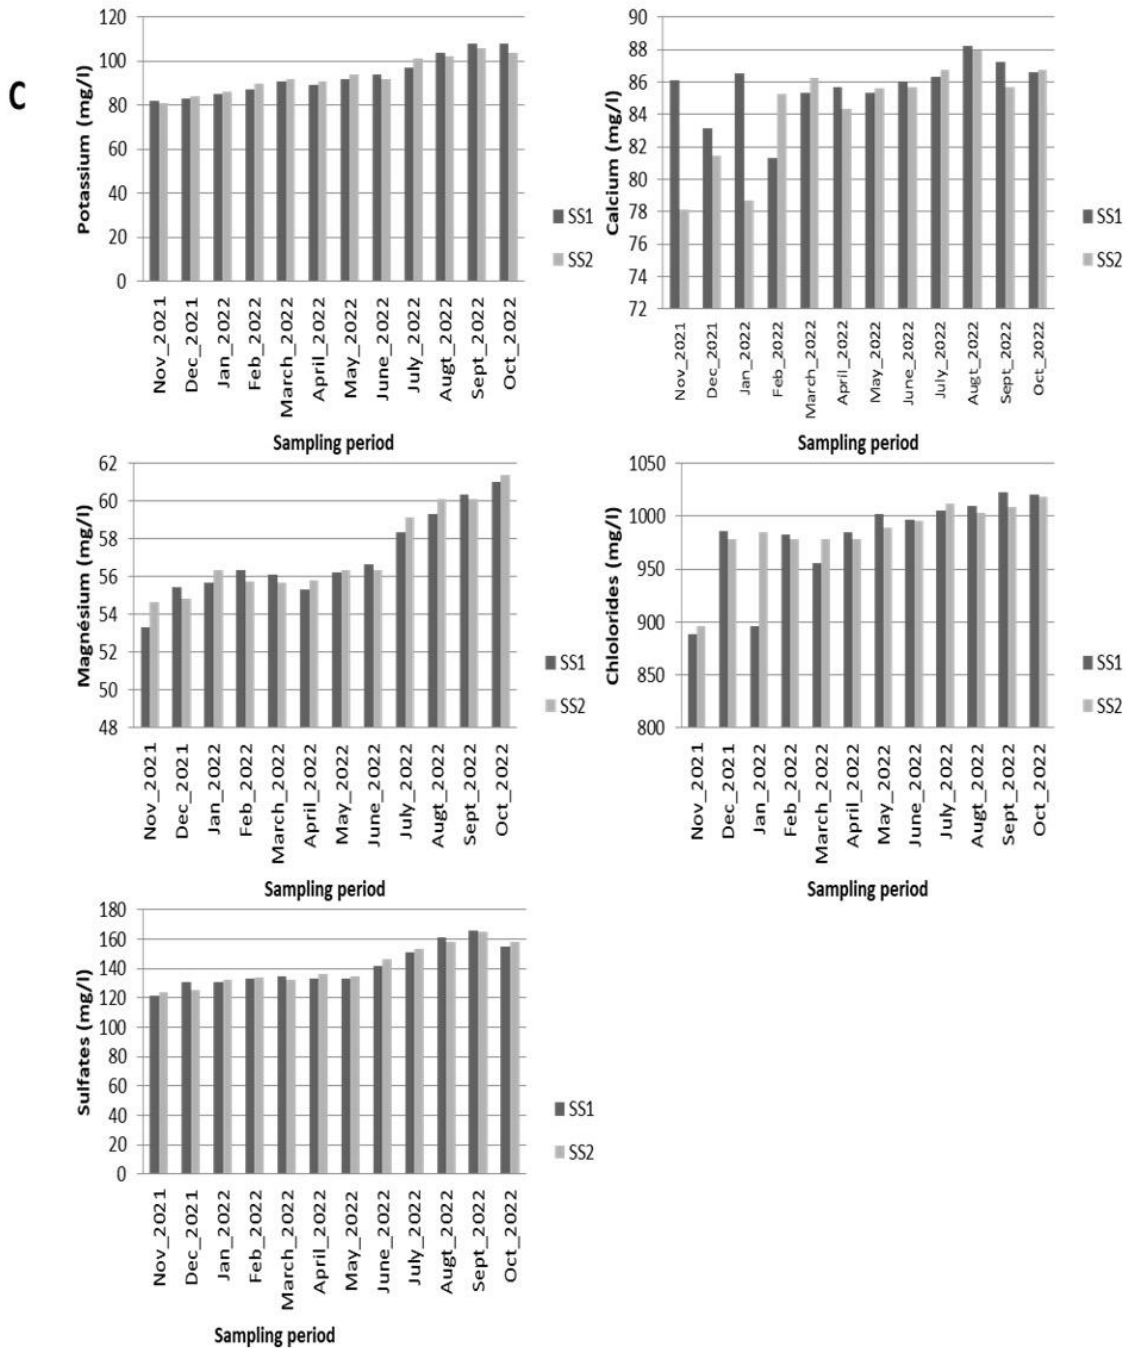 C
Potassium (mg/l)
120
100
80
60
40
20
0
SS1
SS2
Nov_2021
Dec_2021
Jan_2022
Feb_2022
March_2022
April_2022
May_2022
June_2022
July_2022
Augt_2022
Sept_2022
Oct_2022
Sampling period
Calcium (mg/l)
90
88
86
84
82
80
78
76
74
72
SS1
SS2
Nov_2021
Dec_2021
Jan_2022
Feb_2022
March_2022
April_2022
May_2022
June_2022
July_2022
Augt_2022
Sept_2022
Oct_2022
Sampling period
Magnésium (mg/l)
62
60
58
56
54
52
50
48
SS1
SS2
Nov_2021
Dec_2021
Jan_2022
Feb_2022
March_2022
April_2022
May_2022
June_2022
July_2022
Augt_2022
Sept_2022
Oct_2022
Sampling period
Chlolorides (mg/l)
1050
1000
950
900
850
800
SS1
SS2
Nov_2021
Dec_2021
Jan_2022
Feb_2022
March_2022
April_2022
May_2022
June_2022
July_2022
Augt_2022
Sept_2022
Oct_2022
Sampling period
Sulfates (mg/l)
180
160
140
120
100
80
60
40
20
0
SS1
SS2
Nov_2021
Dec_2021
Jan_2022
Feb_2022
March_2022
April_2022
May_2022
June_2022
July_2022
Augt_2022
Sept_2022
Oct_2022
Sampling period